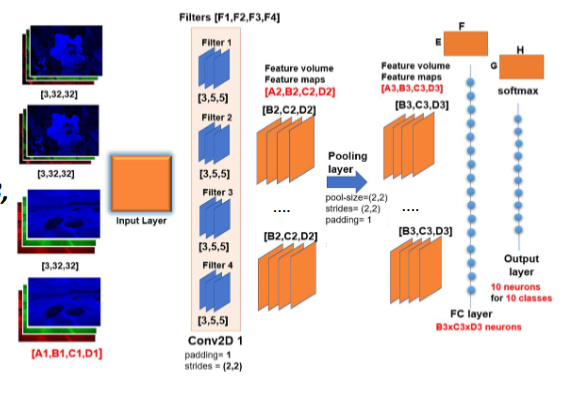 Filters [F1,F2,F3,F4]
[3,32,32]
[3,32,32]
[3,32,32]
[A1,B1,C1,D1]
,
Input Layer
Filter 1
[3,5,5]
Filter 2
[3,5,5]
Filter 3
[3,5,5]
Filter 4
[3,5,5]
Conv2D 1
padding= 1
strides = (2,2)
Feature volume
Feature maps
[A2,B2,C2,D2]
[B2,C2,D2]
....
[B2,C2,D2]
Pooling
layer
pool-size=(2,2)
strides= (2,2)
padding= 1
Feature volume
Feature maps
[A3,B3,C3,D3]
[B3,C3,D3]
....
[B3,C3,D3]
F
E
FC layer
B3xC3xD3 neurons
H
G
softmax
Output
layer
10 neurons
for 10 classes